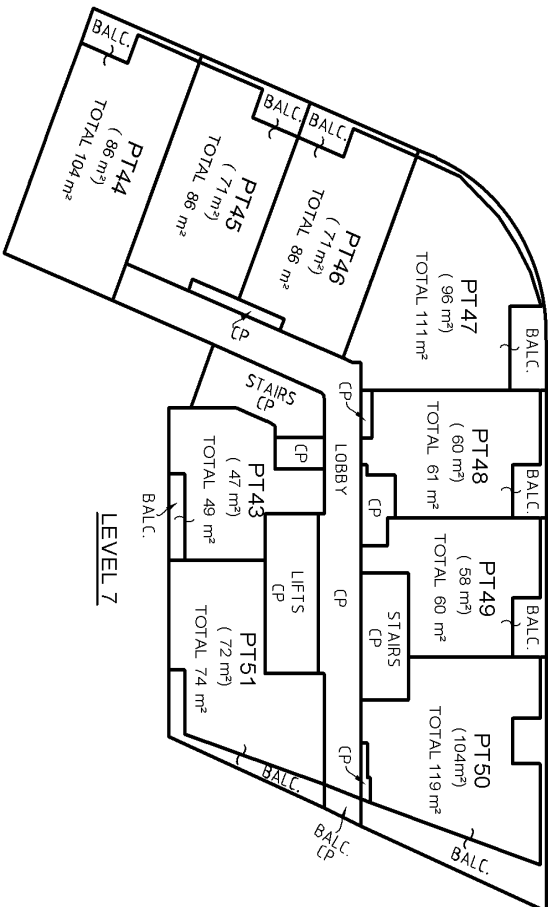 BALC.
PT44
( 86 m²)
TOTAL 104 m²
BALC.
PT45
( 71 m²)
TOTAL 86 m²
BALC.
PT46
( 71 m²)
TOTAL 86 m²
PT47
( 96 m²)
TOTAL 111 m²
BALC.
CP
STAIRS
CP
CP
LOBBY
CP
PT48
( 60 m²)
TOTAL 61 m²
BALC.
CP
CP
PT43
( 47 m²)
TOTAL 49 m²
BALC.
LIFTS
CP
CP
STAIRS
CP
PT49
( 58 m²)
TOTAL 60 m²
BALC.
PT51
( 72 m²)
TOTAL 74 m²
BALC.
PT50
(104m²)
TOTAL 119 m²
BALC.
CP
BALC.
CP
LEVEL 7